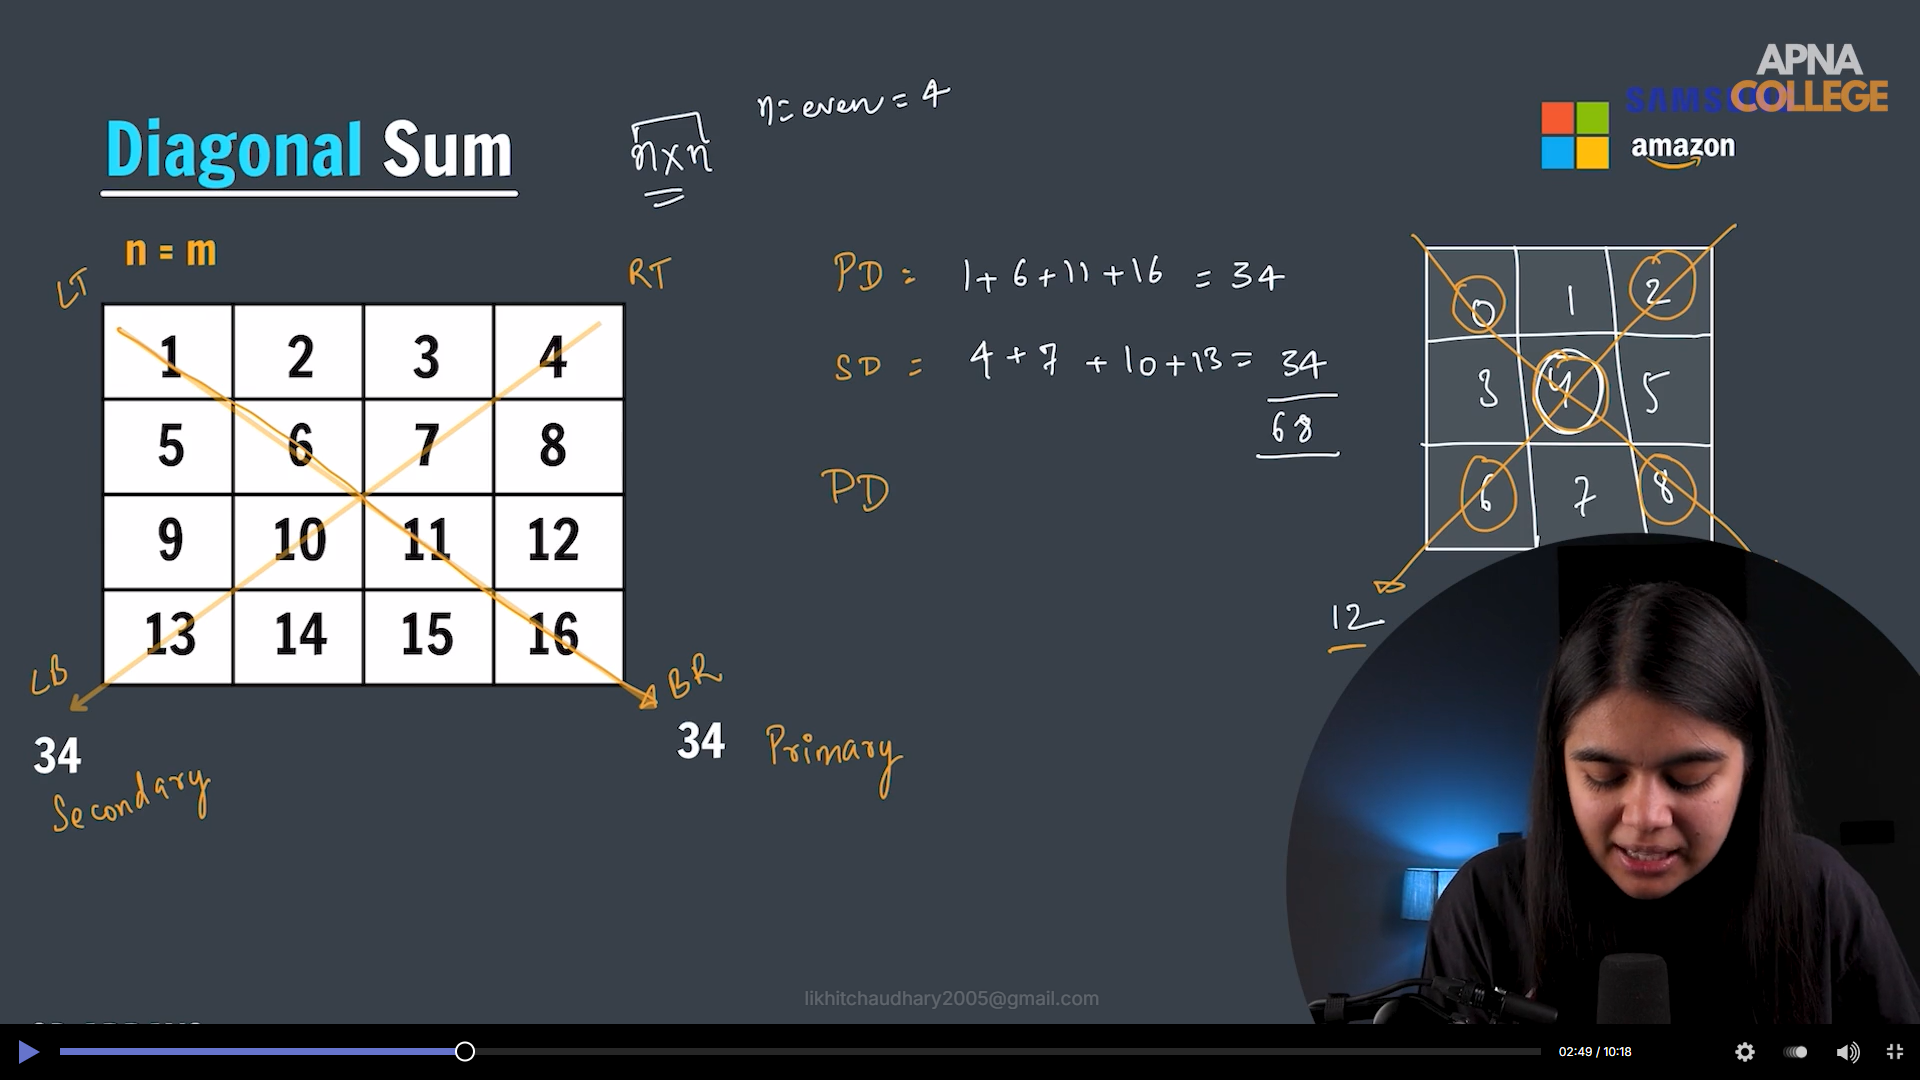 APNA
COLLEGE
SAMSUNG
amazon
Diagonal Sum
n×n
n=even=4
n = m
LT
RT
1 2 3 4
5 6 7 8
9 10 11 12
13 14 15 16
LB
BR
34
Secondary
34
Primary
PD = 1+6+11+16 = 34
SD = 4+7+10+13= 34
68
PD
0 1 2
3 4 5
6 7 8
12
likhitchaudhary2005@gmail.com
02:49 / 10:18